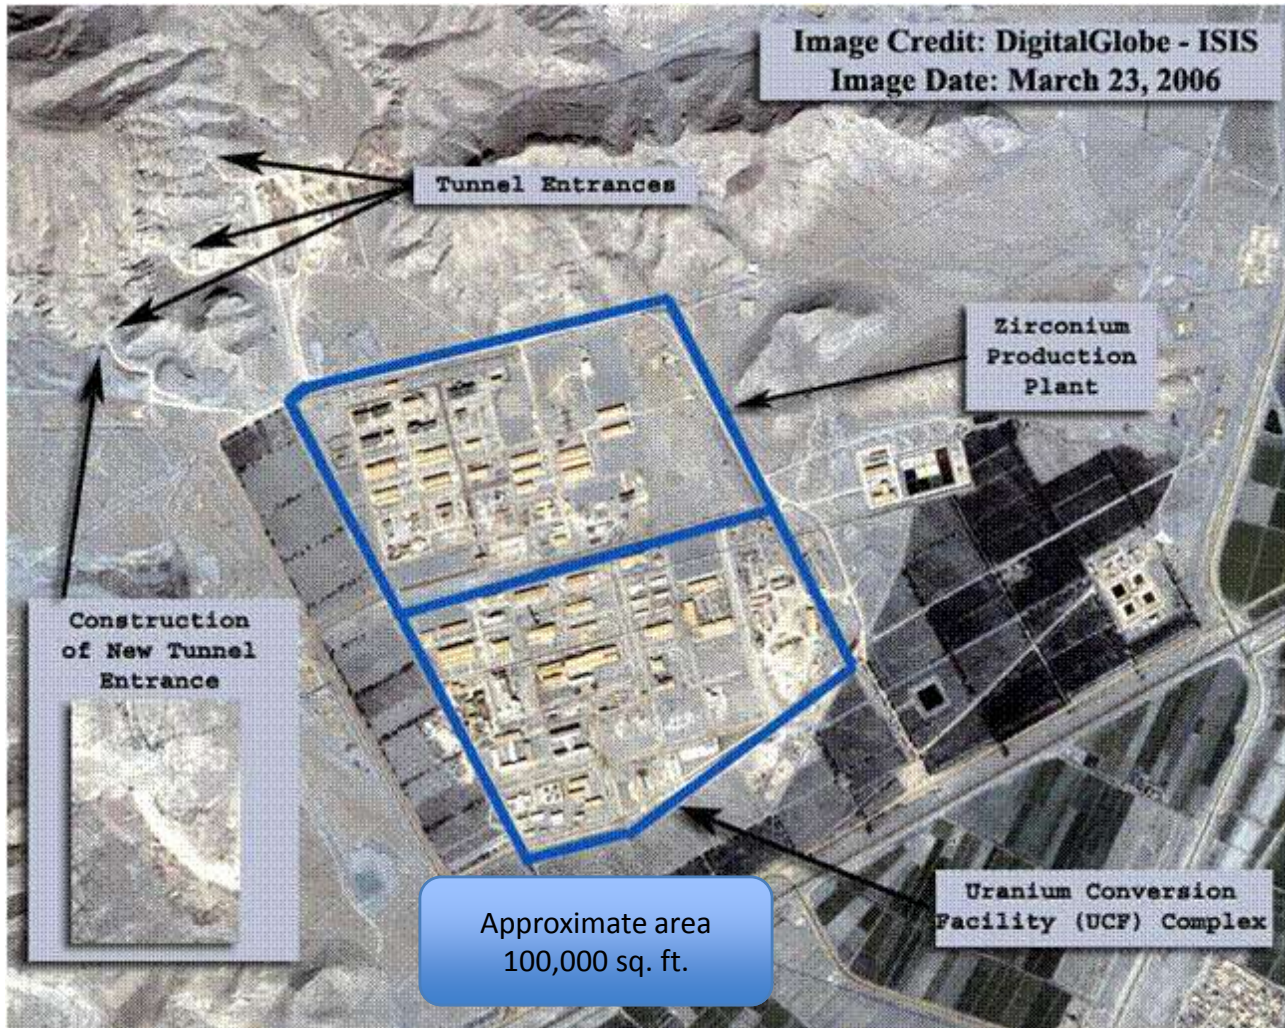 Image Credit: DigitalGlobe - ISIS
Image Date: March 23, 2006
Tunnel Entrances
Zirconium
Production
Plant
Construction
of New Tunnel
Entrance
Approximate area
100,000 sq. ft.
Uranium Conversion
Facility (UCF) Complex